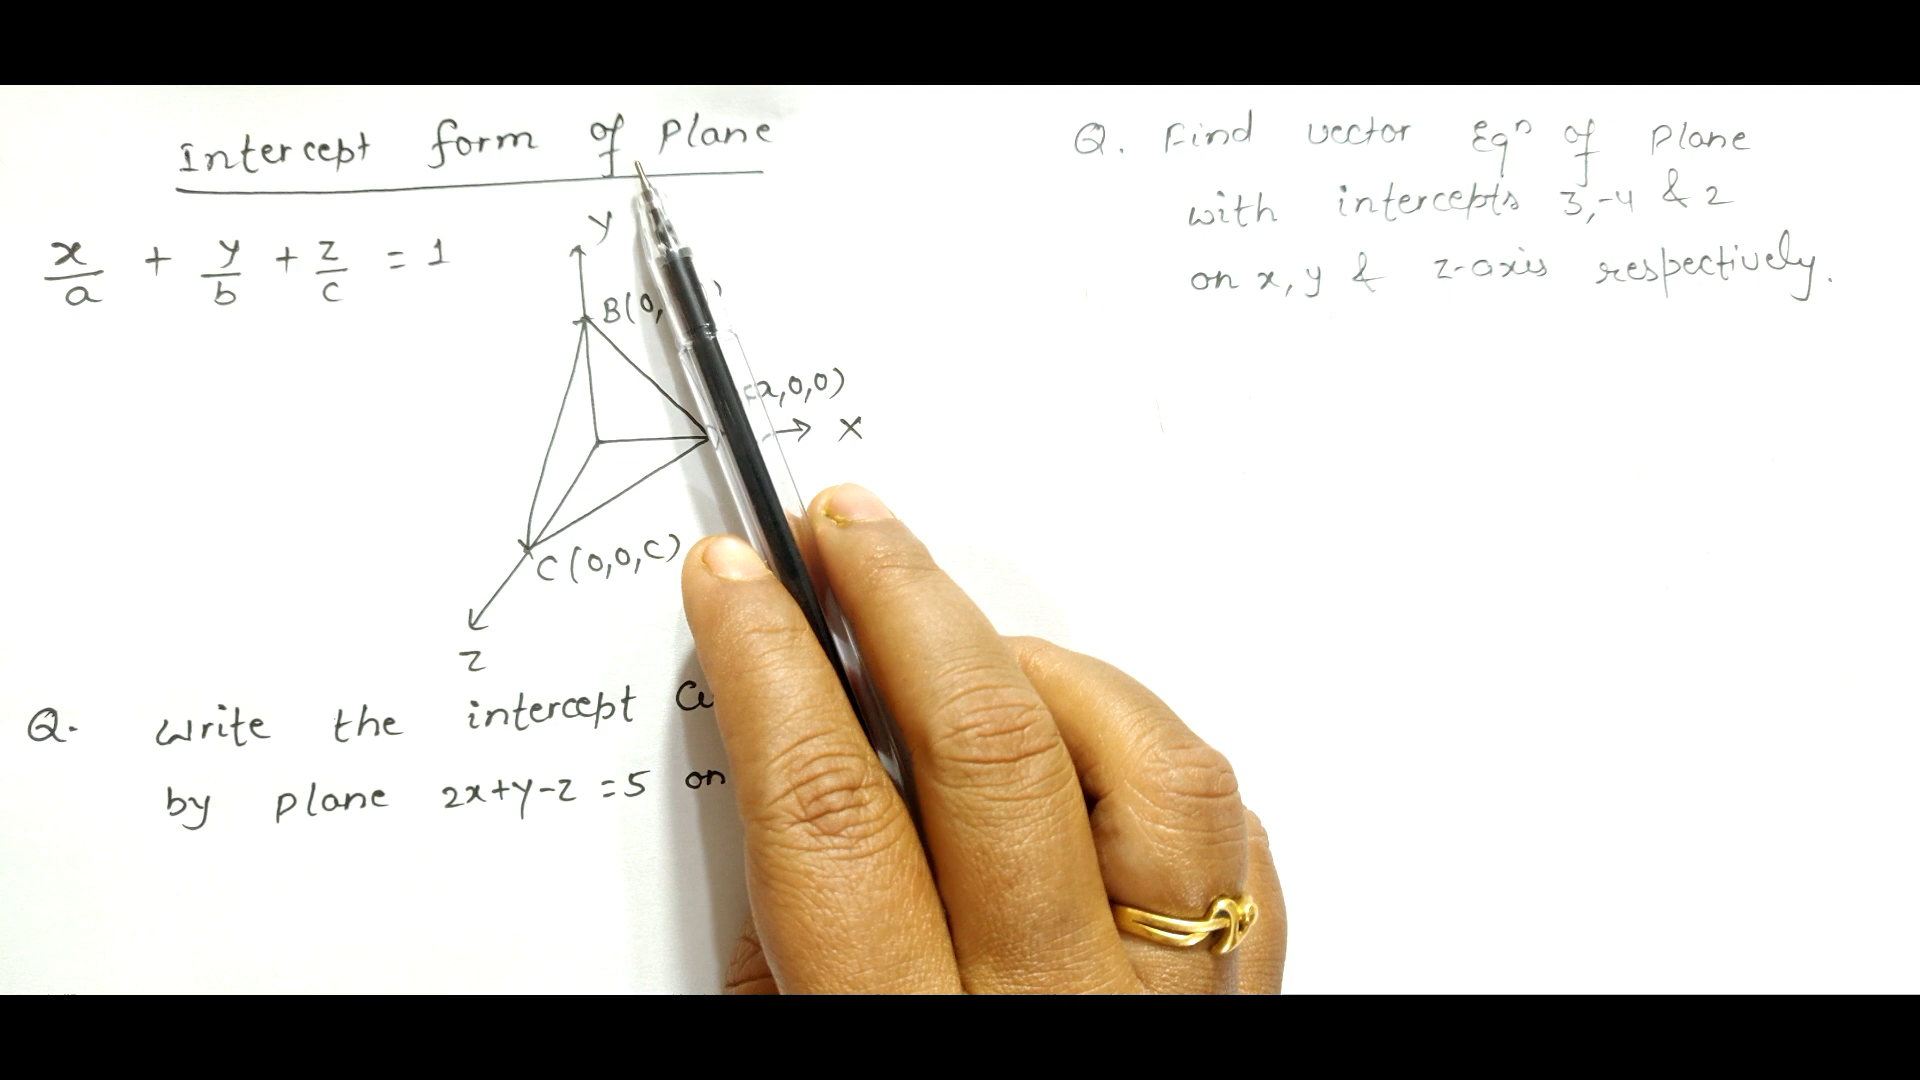 Intercept form of Plane
x/a + y/b + z/c = 1
Y
B(0,
(a,0,0)
X
C(0,0,C)
Z
Q. Write the intercept
by plane 2x+y-z=5 on
Q. Find vector Eqⁿ of Plane
with intercepts 3,-4 & 2
on x, y & z-axis respectively.